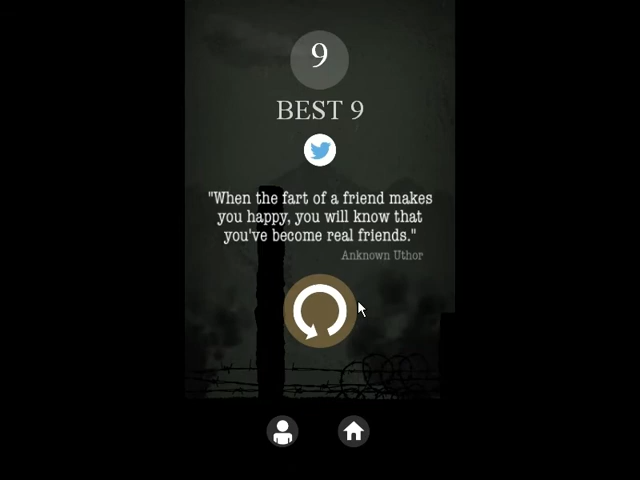 9
BEST 9
"When the fart of a friend makes
you happy, you will know that
you've become real friends."
Anknown Uthor